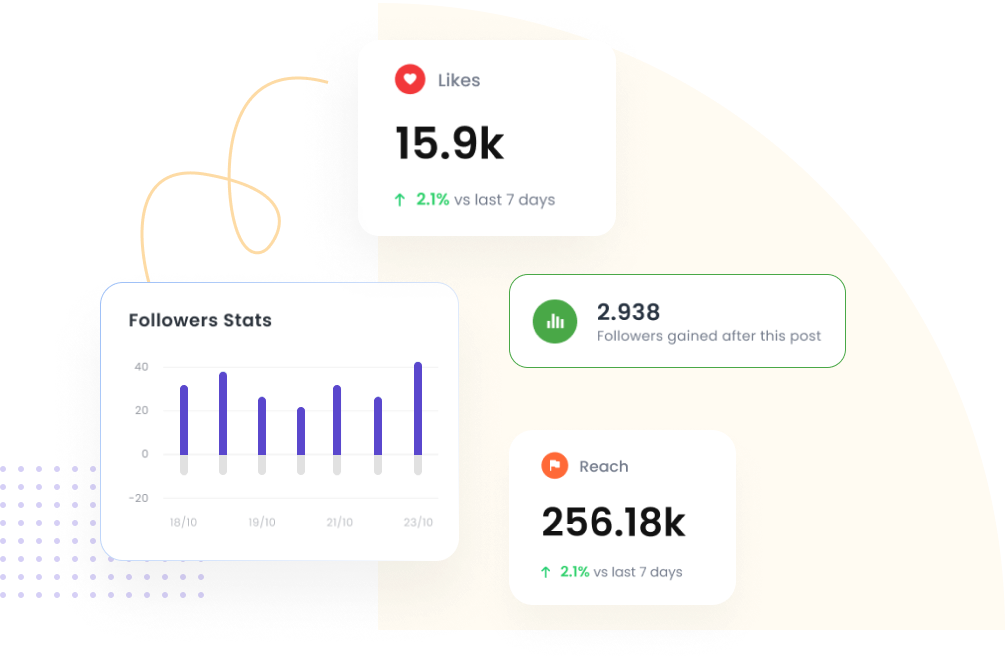 Likes
15.9k
↑ 2.1% vs last 7 days
2.938
Followers gained after this post
Followers Stats
40
20
0
-20
18/10 19/10 21/10 23/10
Reach
256.18k
↑ 2.1% vs last 7 days